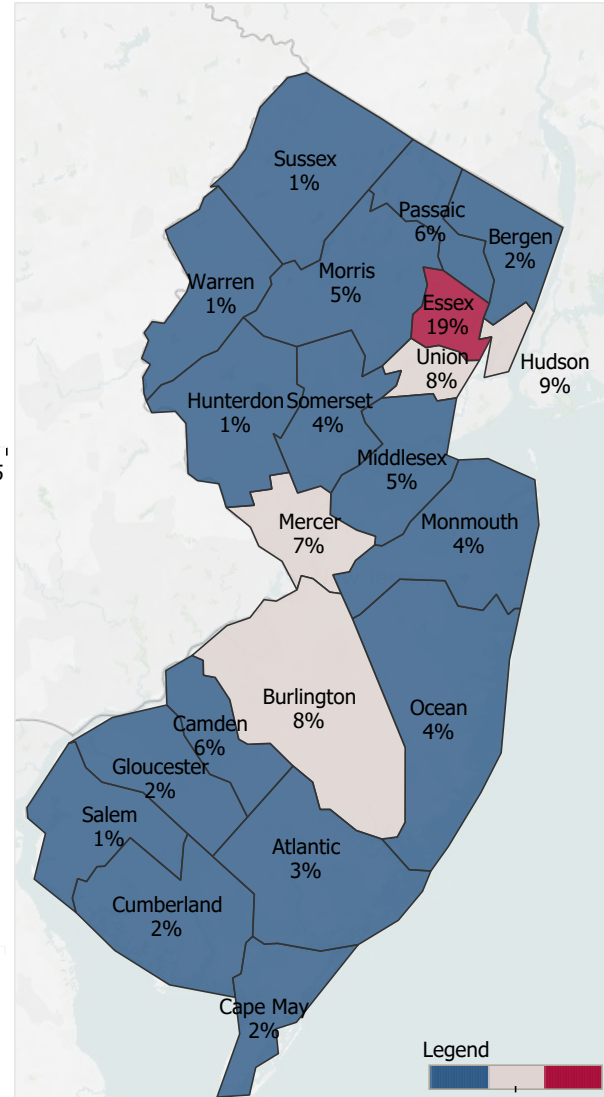 Sussex
1%
Passaic
6%
Bergen
2%
Warren
1%
Morris
5%
Essex
19%
Union
8%
Hudson
9%
Hunterdon
1%
Somerset
4%
Middlesex
5%
Mercer
7%
Monmouth
4%
Burlington
8%
Ocean
4%
Camden
6%
Gloucester
2%
Salem
1%
Atlantic
3%
Cumberland
2%
Cape May
2%
Legend